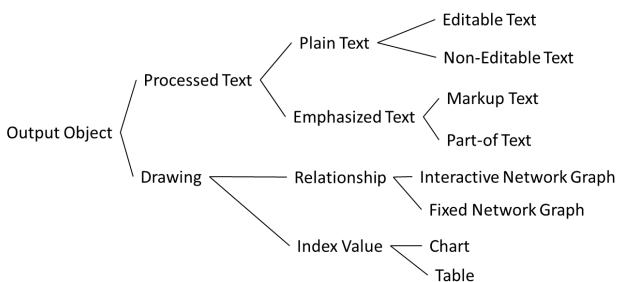 Output Object
Processed Text
Plain Text
Editable Text
Non-Editable Text
Emphasized Text
Markup Text
Part-of Text
Drawing
Relationship
Interactive Network Graph
Fixed Network Graph
Index Value
Chart
Table